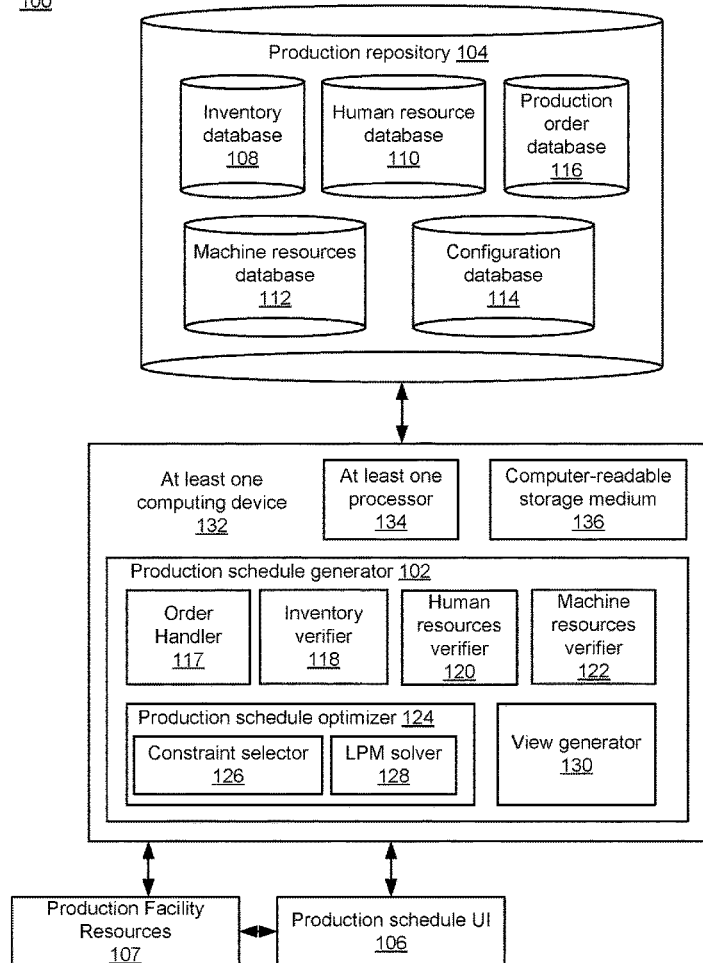 100
Production repository 104
Inventory
database
108
Human resource
database
110
Production
order
database
116
Machine resources
database
112
Configuration
database
114
At least one
computing device
132
At least one
processor
134
Computer-readable
storage medium
136
Production schedule generator 102
Order
Handler
117
Inventory
verifier
118
Human
resources
verifier
120
Machine
resources
verifier
122
Production schedule optimizer 124
Constraint selector
126
LPM solver
128
View generator
130
Production Facility
Resources
107
Production schedule UI
106